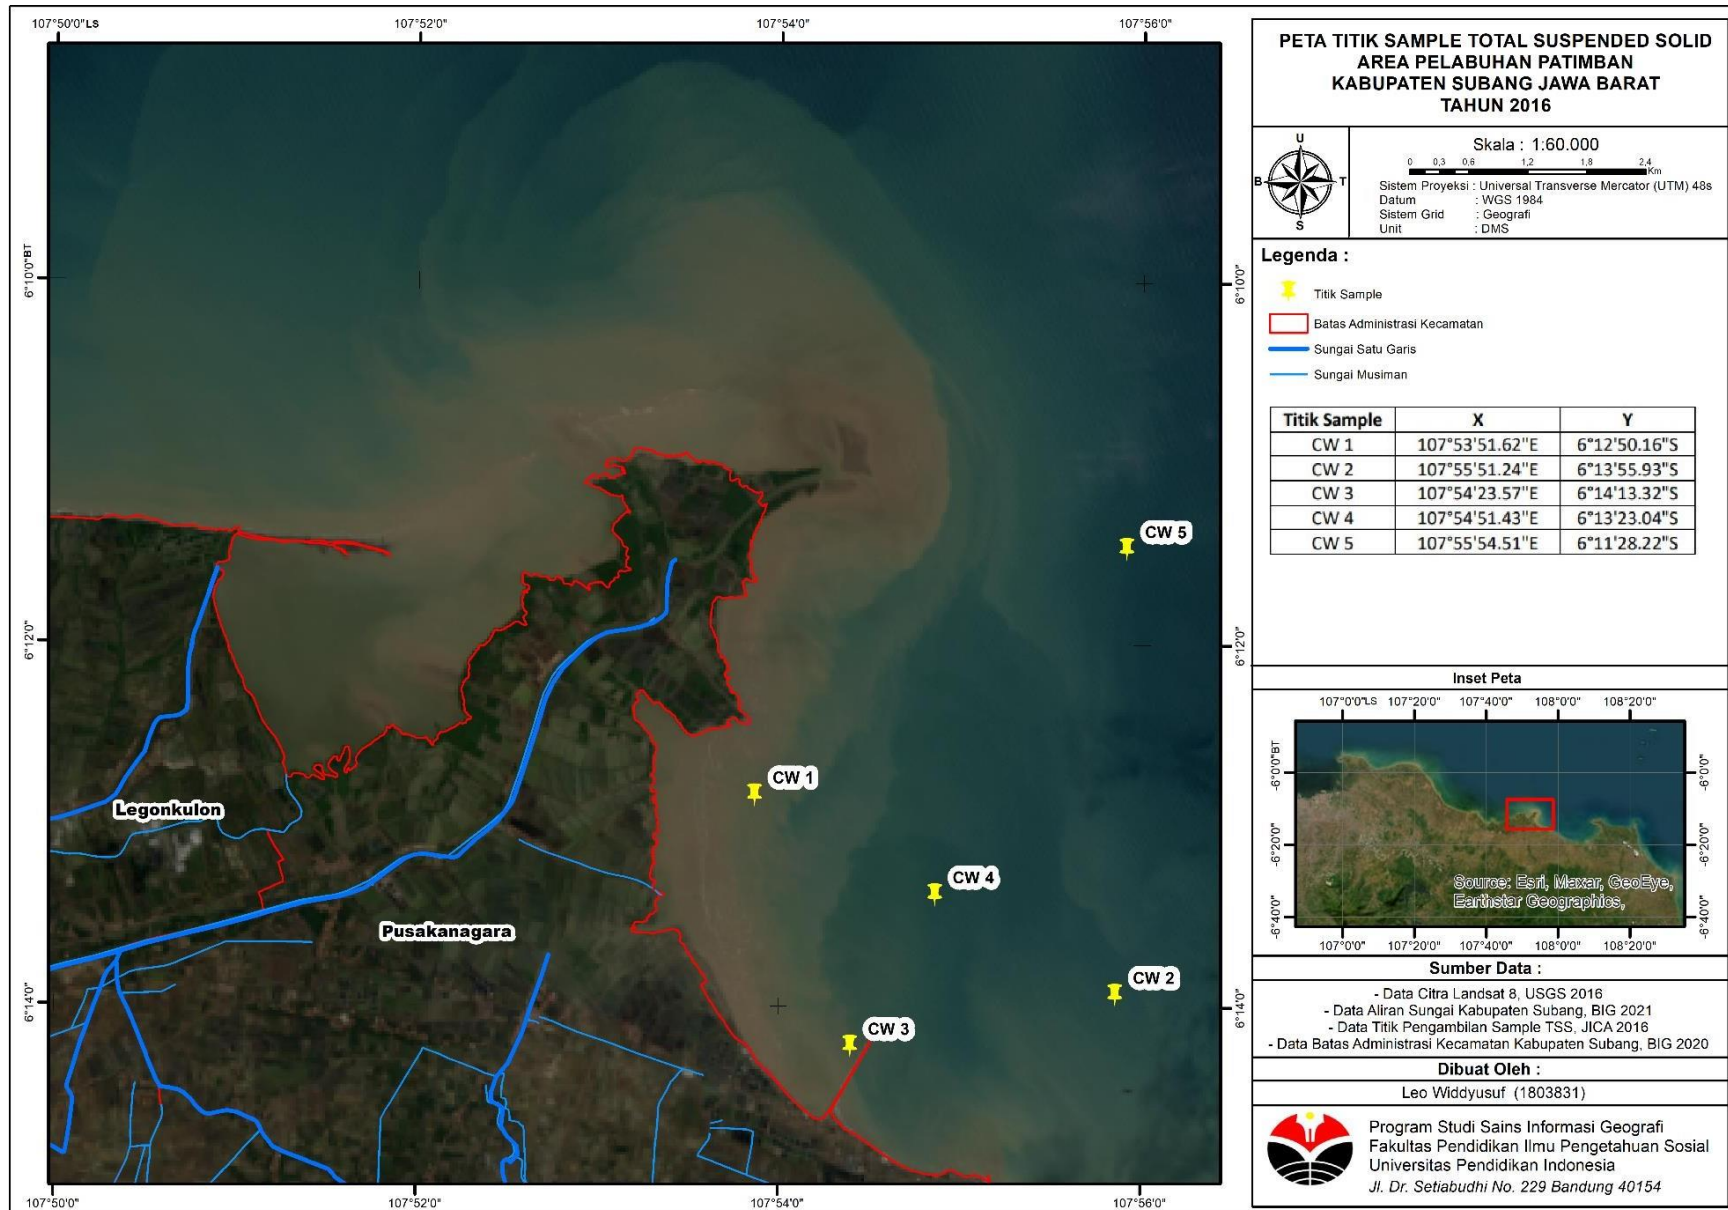 107°50'0"LS
107°52'0"
107°54'0"
107°56'0"
6°10'0"BT
6°12'0"
6°14'0"
6°10'0"
6°12'0"
6°14'0"
107°50'0"
107°52'0"
107°54'0"
107°56'0"
CW 5
CW 1
CW 4
CW 2
CW 3
Legonkulon
Pusakanagara
PETA TITIK SAMPLE TOTAL SUSPENDED SOLID
AREA PELABUHAN PATIMBAN
KABUPATEN SUBANG JAWA BARAT
TAHUN 2016
U
B
T
S
Skala : 1:60.000
0 0,3 0,6 1,2 1,8 2,4
Km
Sistem Proyeksi : Universal Transverse Mercator (UTM) 48s
Datum : WGS 1984
Sistem Grid : Geografi
Unit : DMS
Legenda :
Titik Sample
Batas Administrasi Kecamatan
Sungai Satu Garis
Sungai Musiman
Titik Sample X Y
CW 1 107°53'51.62"E 6°12'50.16"S
CW 2 107°55'51.24"E 6°13'55.93"S
CW 3 107°54'23.57"E 6°14'13.32"S
CW 4 107°54'51.43"E 6°13'23.04"S
CW 5 107°55'54.51"E 6°11'28.22"S
Inset Peta
107°0'0"LS 107°20'0" 107°40'0" 108°0'0" 108°20'0"
-6°0'0"BT
-6°20'0"
-6°40'0"
-6°0'0"
-6°20'0"
-6°40'0"
Source: Esri, Maxar, GeoEye,
Earthstar Geographics,
107°0'0" 107°20'0" 107°40'0" 108°0'0" 108°20'0"
Sumber Data :
- Data Citra Landsat 8, USGS 2016
- Data Aliran Sungai Kabupaten Subang, BIG 2021
- Data Titik Pengambilan Sample TSS, JICA 2016
- Data Batas Administrasi Kecamatan Kabupaten Subang, BIG 2020
Dibuat Oleh :
Leo Widdyusuf (1803831)
Program Studi Sains Informasi Geografi
Fakultas Pendidikan Ilmu Pengetahuan Sosial
Universitas Pendidikan Indonesia
Jl. Dr. Setiabudhi No. 229 Bandung 40154